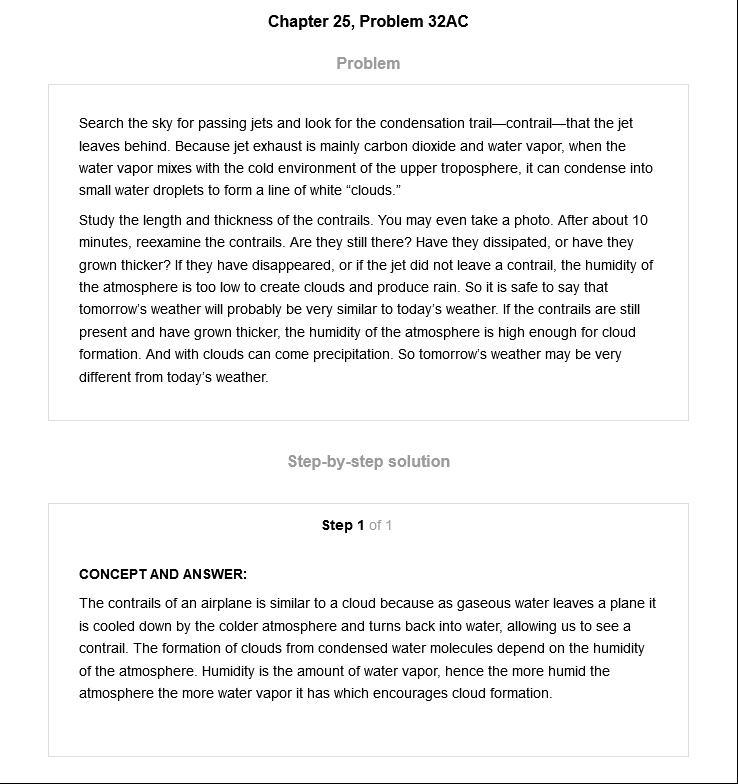 Chapter 25, Problem 32AC
Problem
Search the sky for passing jets and look for the condensation trail—contrail—that the jet
leaves behind. Because jet exhaust is mainly carbon dioxide and water vapor, when the
water vapor mixes with the cold environment of the upper troposphere, it can condense into
small water droplets to form a line of white “clouds.”
Study the length and thickness of the contrails. You may even take a photo. After about 10
minutes, reexamine the contrails. Are they still there? Have they dissipated, or have they
grown thicker? If they have disappeared, or if the jet did not leave a contrail, the humidity of
the atmosphere is too low to create clouds and produce rain. So it is safe to say that
tomorrow’s weather will probably be very similar to today’s weather. If the contrails are still
present and have grown thicker, the humidity of the atmosphere is high enough for cloud
formation. And with clouds can come precipitation. So tomorrow’s weather may be very
different from today’s weather.
Step-by-step solution
Step 1 of 1
CONCEPT AND ANSWER:
The contrails of an airplane is similar to a cloud because as gaseous water leaves a plane it
is cooled down by the colder atmosphere and turns back into water, allowing us to see a
contrail. The formation of clouds from condensed water molecules depend on the humidity
of the atmosphere. Humidity is the amount of water vapor, hence the more humid the
atmosphere the more water vapor it has which encourages cloud formation.